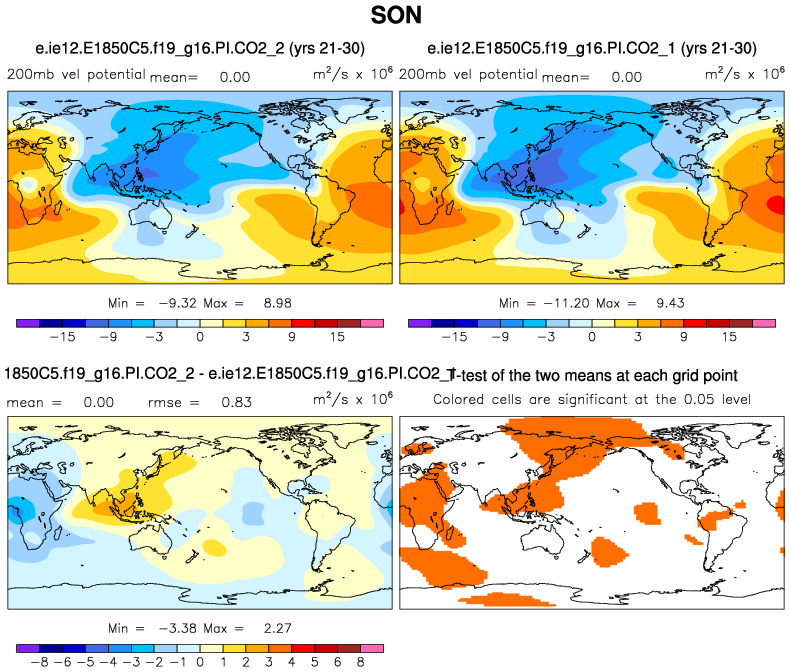 SON
e.ie12.E1850C5.f19_g16.PI.CO2_2 (yrs 21-30)
e.ie12.E1850C5.f19_g16.PI.CO2_1 (yrs 21-30)
200mb vel potential mean= 0.00 m²/s x 10⁶
200mb vel potential mean= 0.00 m²/s x 10⁶
Min = -9.32 Max = 8.98
Min = -11.20 Max = 9.43
-15 -9 -3 0 3 9 15
-15 -9 -3 0 3 9 15
1850C5.f19_g16.PI.CO2_2 - e.ie12.E1850C5.f19_g16.PI.CO2_1
T-test of the two means at each grid point
mean = 0.00 rmse = 0.83 m²/s x 10⁶
Colored cells are significant at the 0.05 level
Min = -3.38 Max = 2.27
-8 -6 -5 -4 -3 -2 -1 0 1 2 3 4 5 6 8